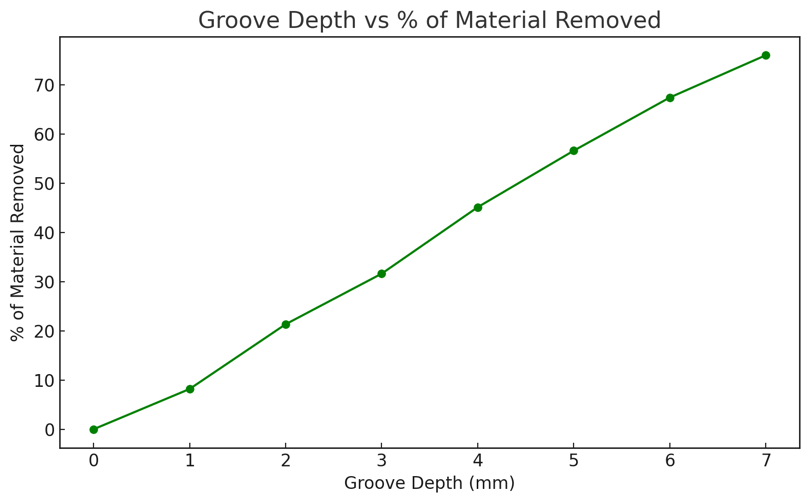 Groove Depth vs % of Material Removed
% of Material Removed
70
60
50
40
30
20
10
0
0 1 2 3 4 5 6 7
Groove Depth (mm)